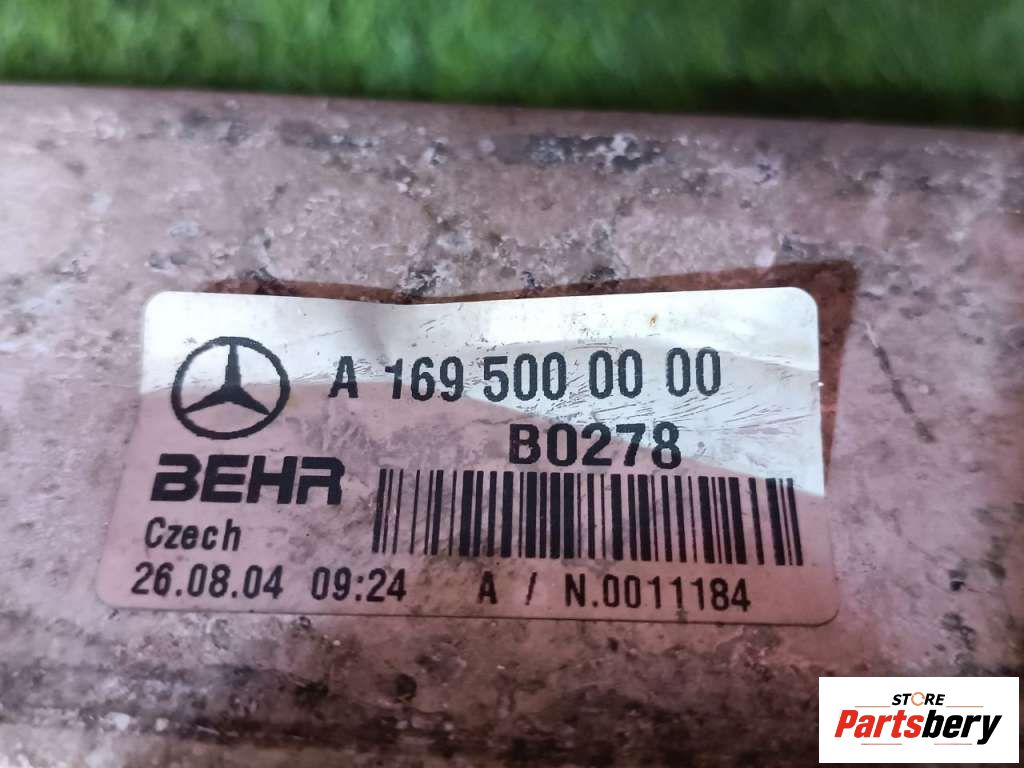 A 169 500 00 00
B0278
BEHR
Czech
26.08.04 09:24 A / N.0011184
STORE
Partsbery